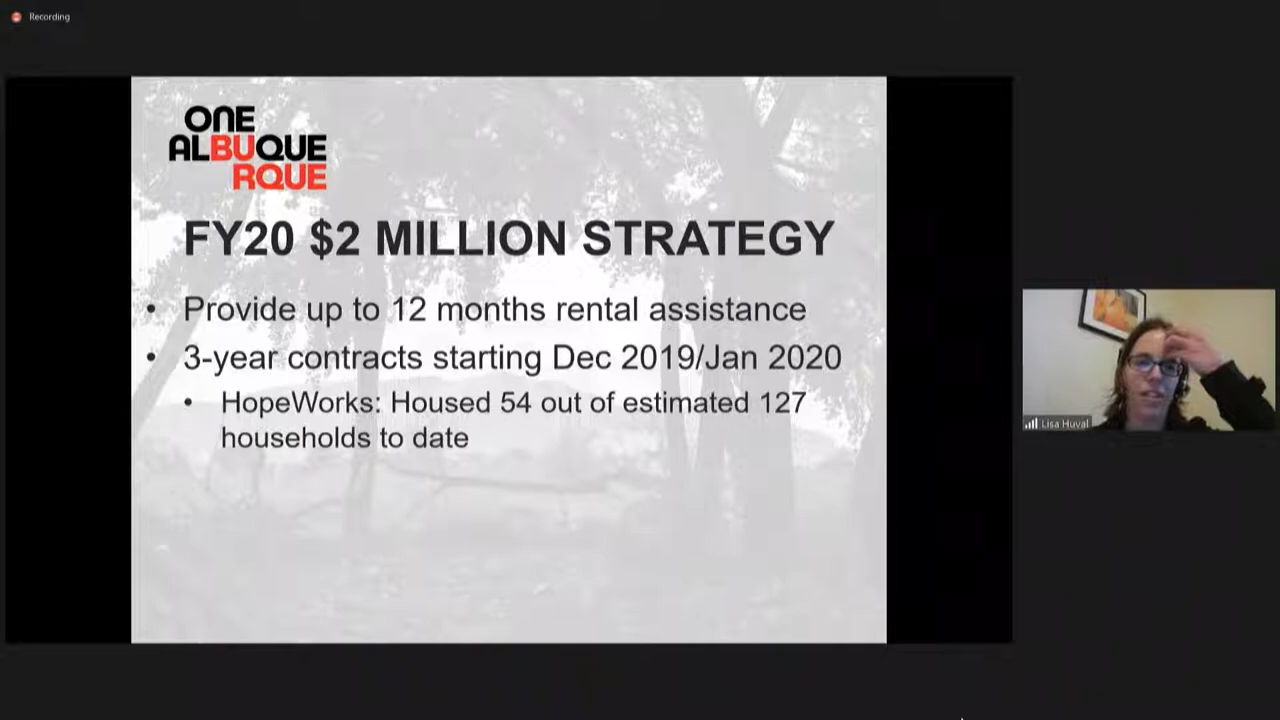 Recording
ONE
ALBUQUE
RQUE
FY20 $2 MILLION STRATEGY
• Provide up to 12 months rental assistance
• 3-year contracts starting Dec 2019/Jan 2020
• HopeWorks: Housed 54 out of estimated 127
households to date
Lisa Huval